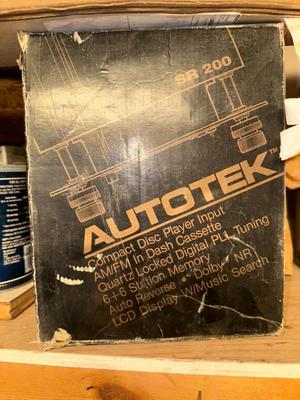 SR 200
AUTOTEK™
Compact Disc Player Input
AM/FM In Dash Cassette
Quartz Locked Digital PLL Tuning
6+6 Station Memory
Auto Reverse • Dolby® NR
LCD Display W/Music Search